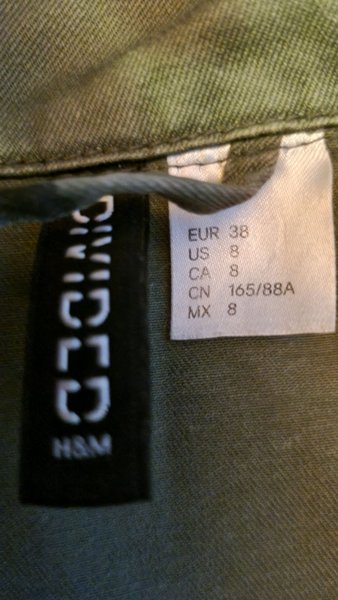 DIVIDED
H&M
EUR 38
US 8
CA 8
CN 165/88A
MX 8